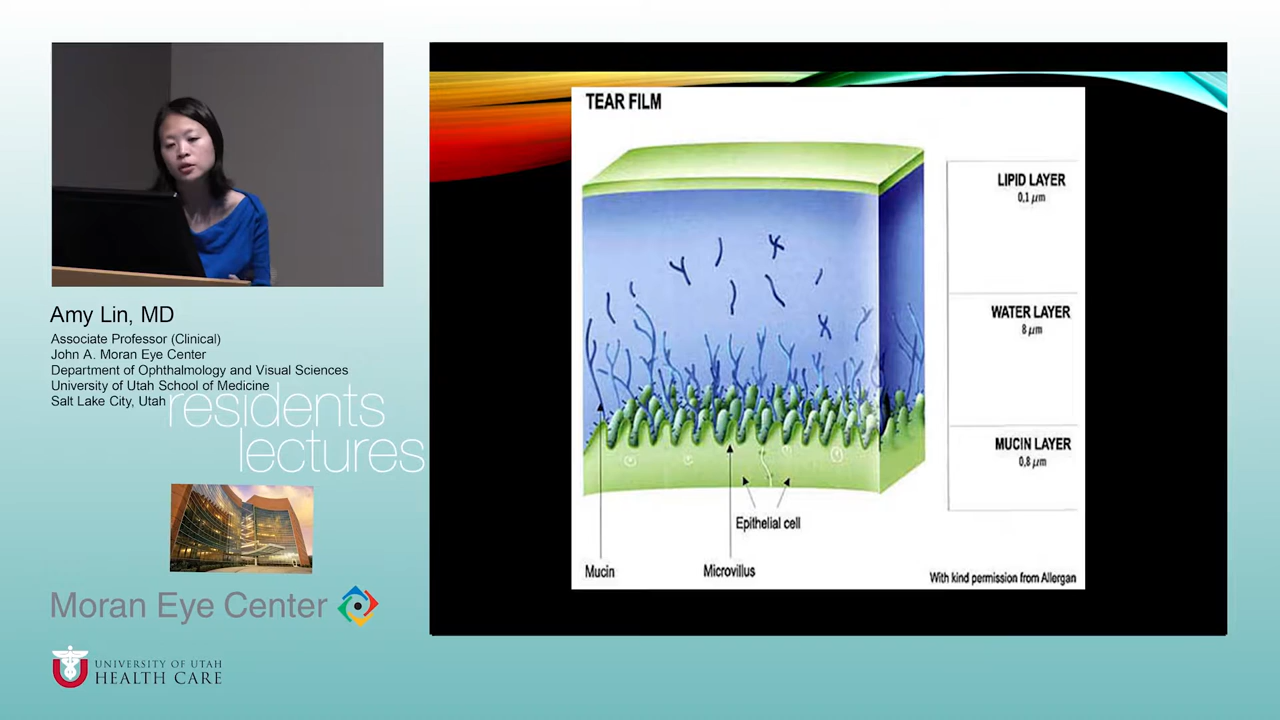 Amy Lin, MD
Associate Professor (Clinical)
John A. Moran Eye Center
Department of Ophthalmology and Visual Sciences
University of Utah School of Medicine
Salt Lake City, Utah
residents
lectures
Moran Eye Center
UNIVERSITY OF UTAH
HEALTH CARE
TEAR FILM
LIPID LAYER
0,1 μm
WATER LAYER
8 μm
MUCIN LAYER
0,8 μm
Epithelial cell
Mucin
Microvillus
With kind permission from Allergan